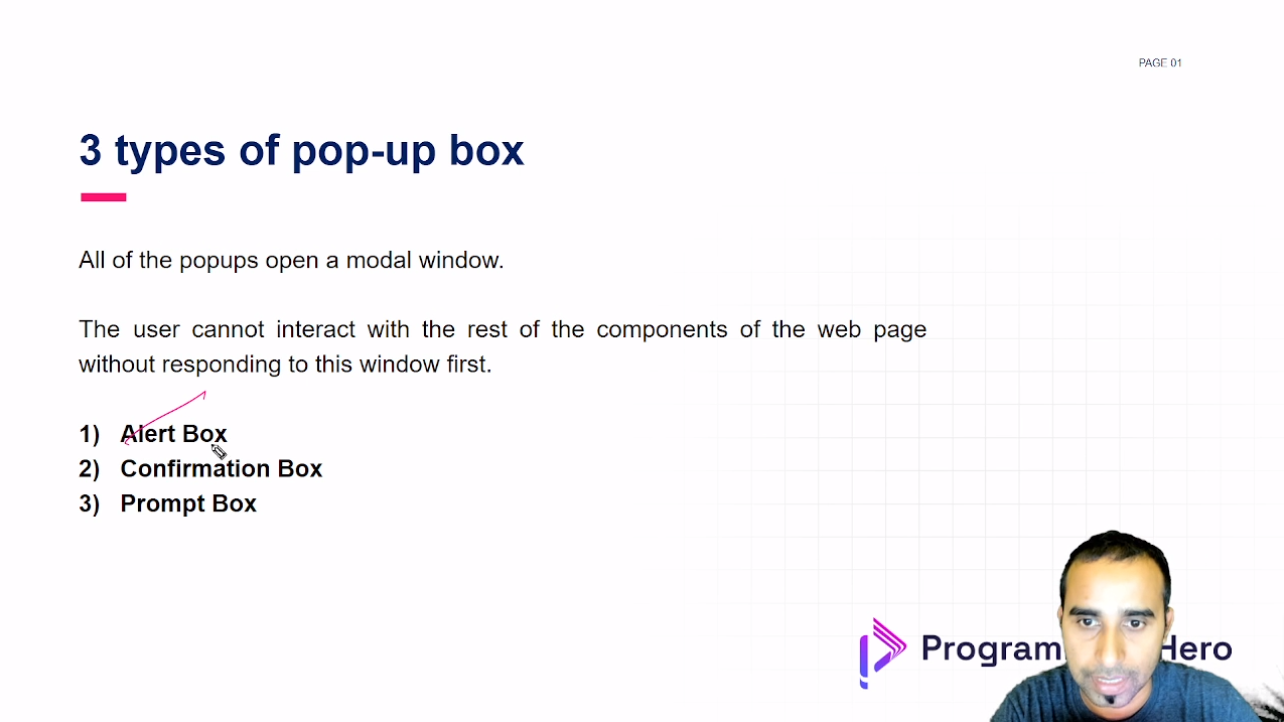 PAGE 01
3 types of pop-up box
All of the popups open a modal window.
The user cannot interact with the rest of the components of the web page
without responding to this window first.
1) Alert Box
2) Confirmation Box
3) Prompt Box
Hero